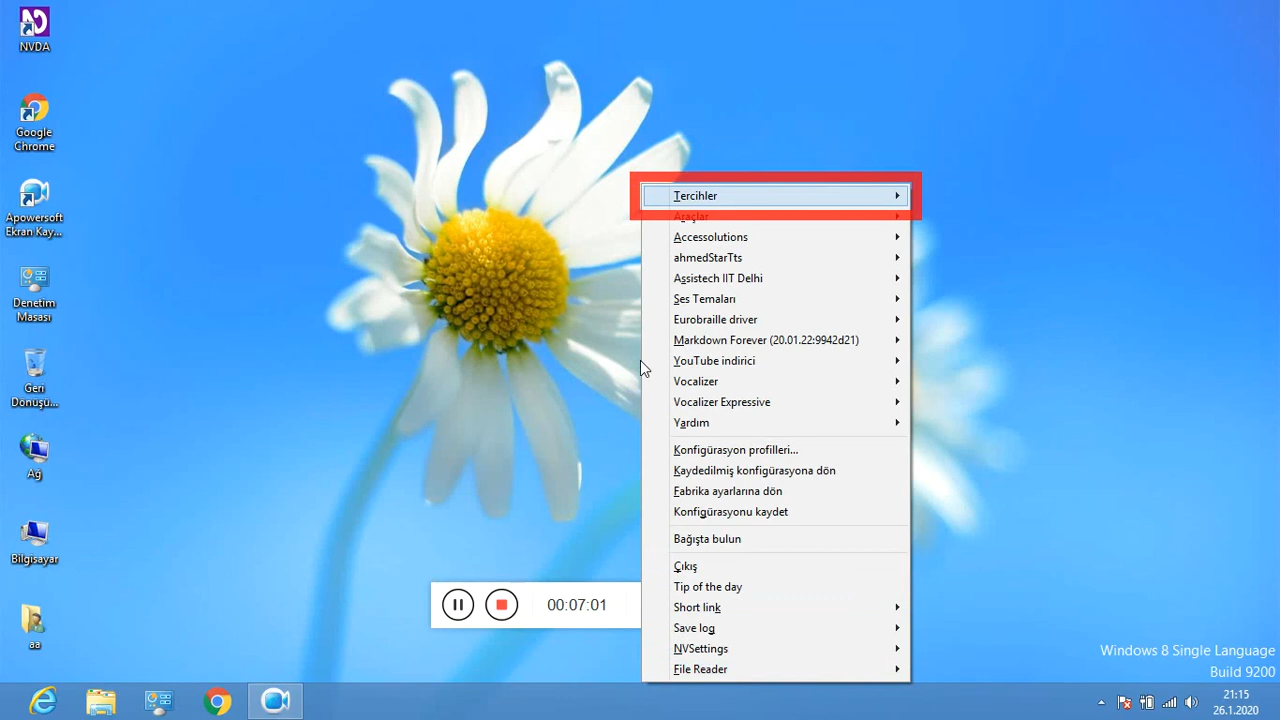 NVDA
Google
Chrome
Apowersoft
Ekran Kay...
Denetim
Masası
Geri
Dönüşü...
Ağ
Bilgisayar
aa
Tercihler
Araçlar
Accessolutions
ahmedStarTts
Assistech IIT Delhi
Ses Temaları
Eurobraille driver
Markdown Forever (20.01.22:9942d21)
YouTube indirici
Vocalizer
Vocalizer Expressive
Yardım
Konfigürasyon profilleri...
Kaydedilmiş konfigürasyona dön
Fabrika ayarlarına dön
Konfigürasyonu kaydet
Bağışta bulun
Çıkış
Tip of the day
Short link
Save log
NVSettings
File Reader
00:07:01
Windows 8 Single Language
Build 9200
21:15
26.1.2020